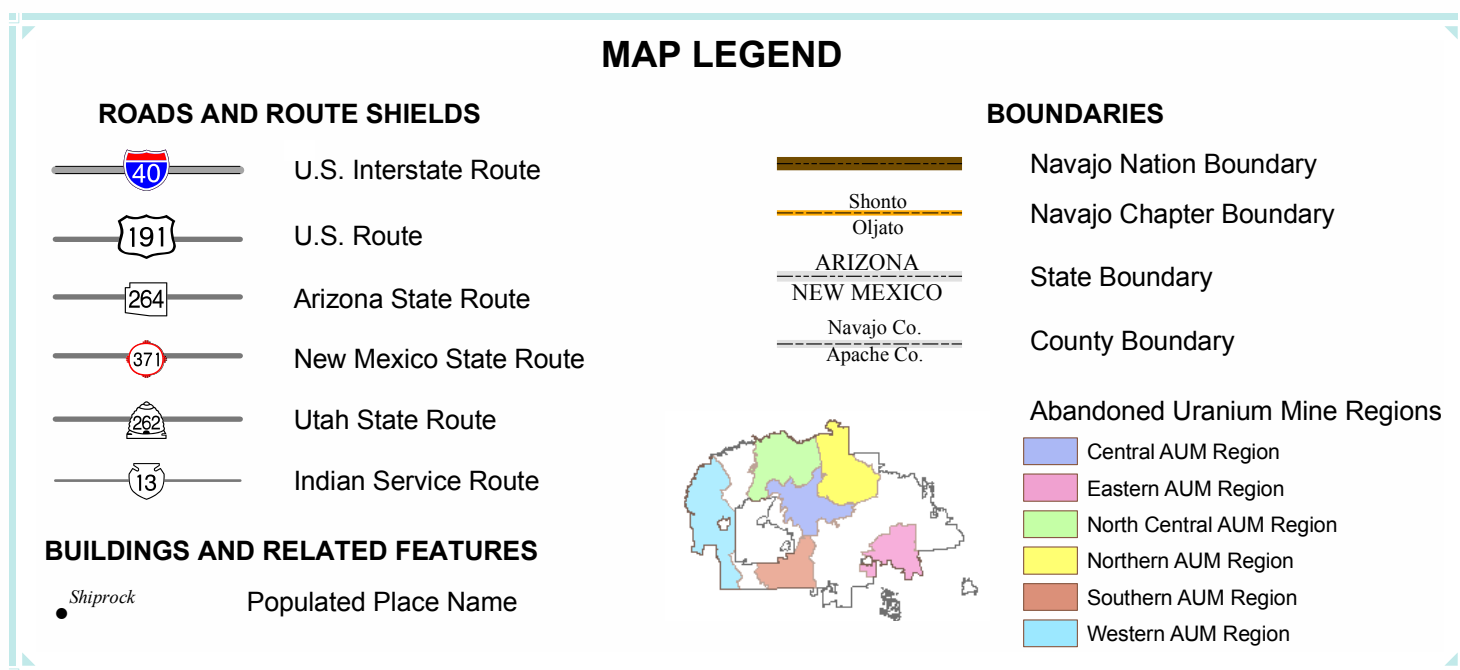 MAP LEGEND
ROADS AND ROUTE SHIELDS
40 U.S. Interstate Route
191 U.S. Route
264 Arizona State Route
371 New Mexico State Route
262 Utah State Route
13 Indian Service Route
BUILDINGS AND RELATED FEATURES
Shiprock Populated Place Name
BOUNDARIES
Navajo Nation Boundary
Shonto
Oljato
Navajo Chapter Boundary
ARIZONA
NEW MEXICO
State Boundary
Navajo Co.
Apache Co.
County Boundary
Abandoned Uranium Mine Regions
Central AUM Region
Eastern AUM Region
North Central AUM Region
Northern AUM Region
Southern AUM Region
Western AUM Region